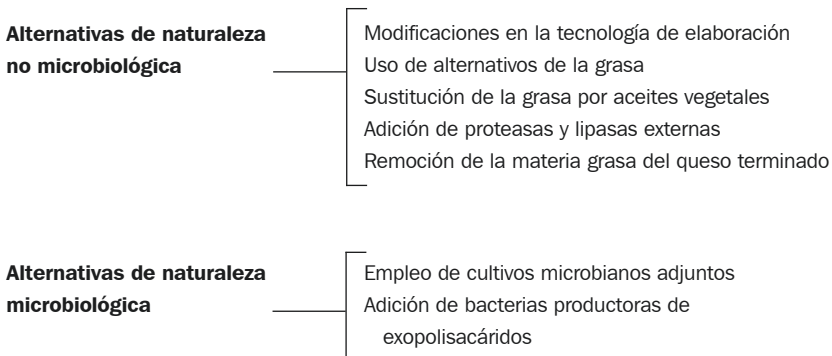 Alternativas de naturaleza
no microbiológica
Modificaciones en la tecnología de elaboración
Uso de alternativos de la grasa
Sustitución de la grasa por aceites vegetales
Adición de proteasas y lipasas externas
Remoción de la materia grasa del queso terminado
Alternativas de naturaleza
microbiológica
Empleo de cultivos microbianos adjuntos
Adición de bacterias productoras de
exopolisacáridos